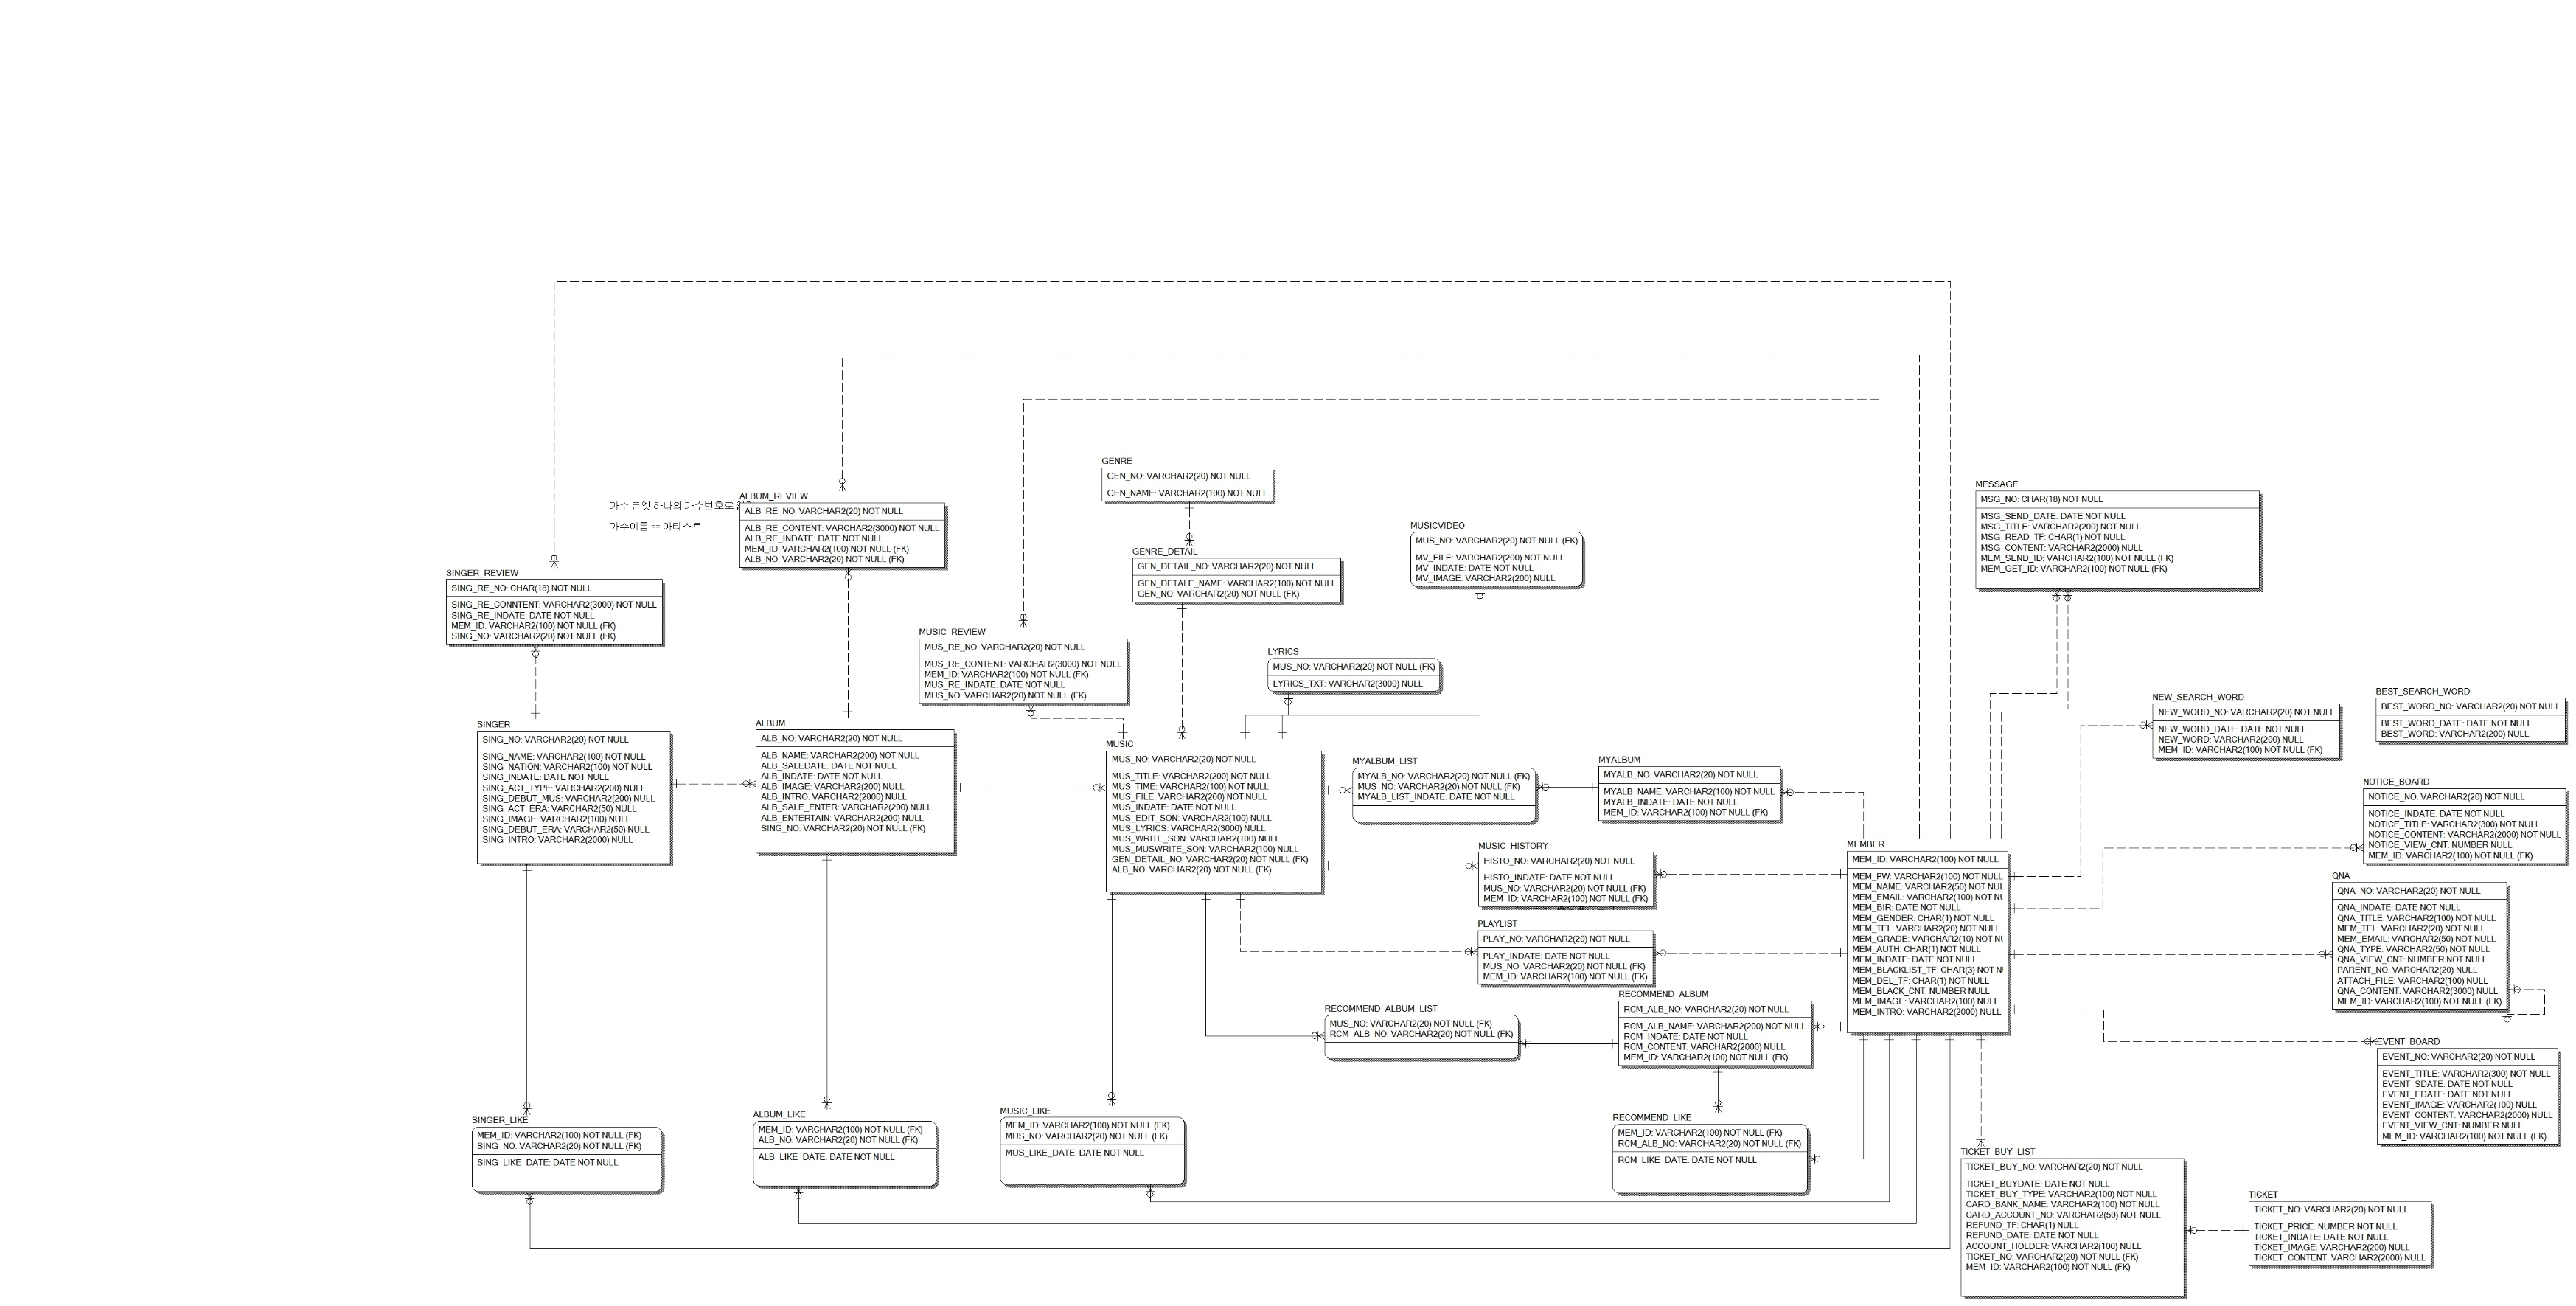 GENRE
GEN_NO: VARCHAR2(20) NOT NULL
GEN_NAME: VARCHAR2(100) NOT NULL
MESSAGE
MSG_NO: CHAR(18) NOT NULL
MSG_SEND_DATE: DATE NOT NULL
MSG_TITLE: VARCHAR2(200) NOT NULL
MSG_READ_TF: CHAR(1) NOT NULL
MSG_CONTENT: VARCHAR2(2000) NULL
MEM_SEND_ID: VARCHAR2(100) NOT NULL (FK)
MEM_GET_ID: VARCHAR2(100) NOT NULL (FK)
가수 듀엣 하나의 가수번호로
가수이름 == 아티스트
ALBUM_REVIEW
ALB_RE_NO: VARCHAR2(20) NOT NULL
ALB_RE_CONTENT: VARCHAR2(3000) NOT NULL
ALB_RE_INDATE: DATE NOT NULL
MEM_ID: VARCHAR2(100) NOT NULL (FK)
ALB_NO: VARCHAR2(20) NOT NULL (FK)
MUSICVIDEO
MUS_NO: VARCHAR2(20) NOT NULL (FK)
MV_FILE: VARCHAR2(200) NOT NULL
MV_INDATE: DATE NOT NULL
MV_IMAGE: VARCHAR2(200) NULL
GENRE_DETAIL
GEN_DETAIL_NO: VARCHAR2(20) NOT NULL
GEN_DETALE_NAME: VARCHAR2(100) NOT NULL
GEN_NO: VARCHAR2(20) NOT NULL (FK)
SINGER_REVIEW
SING_RE_NO: CHAR(18) NOT NULL
SING_RE_CONNTENT: VARCHAR2(3000) NOT NULL
SING_RE_INDATE: DATE NOT NULL
MEM_ID: VARCHAR2(100) NOT NULL (FK)
SING_NO: VARCHAR2(20) NOT NULL (FK)
MUSIC_REVIEW
MUS_RE_NO: VARCHAR2(20) NOT NULL
MUS_RE_CONTENT: VARCHAR2(3000) NOT NULL
MEM_ID: VARCHAR2(100) NOT NULL (FK)
MUS_RE_INDATE: DATE NOT NULL
MUS_NO: VARCHAR2(20) NOT NULL (FK)
LYRICS
MUS_NO: VARCHAR2(20) NOT NULL (FK)
LYRICS_TXT: VARCHAR2(3000) NULL
NEW_SEARCH_WORD
NEW_WORD_NO: VARCHAR2(20) NOT NULL
NEW_WORD_DATE: DATE NOT NULL
NEW_WORD: VARCHAR2(200) NULL
MEM_ID: VARCHAR2(100) NOT NULL (FK)
BEST_SEARCH_WORD
BEST_WORD_NO: VARCHAR2(20) NOT NULL
BEST_WORD_DATE: DATE NOT NULL
BEST_WORD: VARCHAR2(200) NULL
SINGER
SING_NO: VARCHAR2(20) NOT NULL
SING_NAME: VARCHAR2(100) NOT NULL
SING_NATION: VARCHAR2(100) NOT NULL
SING_INDATE: DATE NOT NULL
SING_ACT_TYPE: VARCHAR2(200) NULL
SING_DEBUT_MUS: VARCHAR2(200) NULL
SING_ACT_ERA: VARCHAR2(50) NULL
SING_IMAGE: VARCHAR2(100) NULL
SING_DEBUT_ERA: VARCHAR2(50) NULL
SING_INTRO: VARCHAR2(2000) NULL
ALBUM
ALB_NO: VARCHAR2(20) NOT NULL
ALB_NAME: VARCHAR2(200) NOT NULL
ALB_SALEDATE: DATE NOT NULL
ALB_INDATE: DATE NOT NULL
ALB_IMAGE: VARCHAR2(200) NULL
ALB_INTRO: VARCHAR2(2000) NULL
ALB_SALE_ENTER: VARCHAR2(200) NULL
ALB_ENTERTAIN: VARCHAR2(200) NULL
SING_NO: VARCHAR2(20) NOT NULL (FK)
MUSIC
MUS_NO: VARCHAR2(20) NOT NULL
MUS_TITLE: VARCHAR2(200) NOT NULL
MUS_TIME: VARCHAR2(100) NOT NULL
MUS_FILE: VARCHAR2(200) NOT NULL
MUS_INDATE: DATE NOT NULL
MUS_EDIT_SON: VARCHAR2(100) NULL
MUS_LYRICS: VARCHAR2(3000) NULL
MUS_WRITE_SON: VARCHAR2(100) NULL
MUS_MUSWRITE_SON: VARCHAR2(100) NULL
GEN_DETAIL_NO: VARCHAR2(20) NOT NULL (FK)
ALB_NO: VARCHAR2(20) NOT NULL (FK)
MYALBUM_LIST
MYALB_NO: VARCHAR2(20) NOT NULL (FK)
MUS_NO: VARCHAR2(20) NOT NULL (FK)
MYALB_LIST_INDATE: DATE NOT NULL
MYALBUM
MYALB_NO: VARCHAR2(20) NOT NULL
MYALB_NAME: VARCHAR2(100) NOT NULL
MYALB_INDATE: DATE NOT NULL
MEM_ID: VARCHAR2(100) NOT NULL (FK)
NOTICE_BOARD
NOTICE_NO: VARCHAR2(20) NOT NULL
NOTICE_INDATE: DATE NOT NULL
NOTICE_TITLE: VARCHAR2(300) NOT NULL
NOTICE_CONTENT: VARCHAR2(2000) NOT NULL
NOTICE_VIEW_CNT: NUMBER NULL
MEM_ID: VARCHAR2(100) NOT NULL (FK)
MUSIC_HISTORY
HISTO_NO: VARCHAR2(20) NOT NULL
HISTO_INDATE: DATE NOT NULL
MUS_NO: VARCHAR2(20) NOT NULL (FK)
MEM_ID: VARCHAR2(100) NOT NULL (FK)
MEMBER
MEM_ID: VARCHAR2(100) NOT NULL
MEM_PW: VARCHAR2(100) NOT NULL
MEM_NAME: VARCHAR2(50) NOT NUL
MEM_EMAIL: VARCHAR2(100) NOT NU
MEM_BIR: DATE NOT NULL
MEM_GENDER: CHAR(1) NOT NULL
MEM_TEL: VARCHAR2(20) NOT NULL
MEM_GRADE: VARCHAR2(10) NOT NU
MEM_AUTH: CHAR(1) NOT NULL
MEM_INDATE: DATE NOT NULL
MEM_BLACKLIST_TF: CHAR(3) NOT N
MEM_DEL_TF: CHAR(1) NOT NULL
MEM_BLACK_CNT: NUMBER NULL
MEM_IMAGE: VARCHAR2(100) NULL
MEM_INTRO: VARCHAR2(2000) NULL
QNA
QNA_NO: VARCHAR2(20) NOT NULL
QNA_INDATE: DATE NOT NULL
QNA_TITLE: VARCHAR2(100) NOT NULL
MEM_TEL: VARCHAR2(20) NOT NULL
MEM_EMAIL: VARCHAR2(50) NOT NULL
QNA_TYPE: VARCHAR2(50) NOT NULL
QNA_VIEW_CNT: NUMBER NOT NULL
PARENT_NO: VARCHAR2(20) NULL
ATTACH_FILE: VARCHAR2(100) NULL
QNA_CONTENT: VARCHAR2(3000) NULL
MEM_ID: VARCHAR2(100) NOT NULL (FK)
PLAYLIST
PLAY_NO: VARCHAR2(20) NOT NULL
PLAY_INDATE: DATE NOT NULL
MUS_NO: VARCHAR2(20) NOT NULL (FK)
MEM_ID: VARCHAR2(100) NOT NULL (FK)
RECOMMEND_ALBUM_LIST
MUS_NO: VARCHAR2(20) NOT NULL (FK)
RCM_ALB_NO: VARCHAR2(20) NOT NULL (FK)
RECOMMEND_ALBUM
RCM_ALB_NO: VARCHAR2(20) NOT NULL
RCM_ALB_NAME: VARCHAR2(200) NOT NULL
RCM_INDATE: DATE NOT NULL
RCM_CONTENT: VARCHAR2(2000) NULL
MEM_ID: VARCHAR2(100) NOT NULL (FK)
EVENT_BOARD
EVENT_NO: VARCHAR2(20) NOT NULL
EVENT_TITLE: VARCHAR2(300) NOT NULL
EVENT_SDATE: DATE NOT NULL
EVENT_EDATE: DATE NOT NULL
EVENT_IMAGE: VARCHAR2(100) NULL
EVENT_CONTENT: VARCHAR2(2000) NULL
EVENT_VIEW_CNT: NUMBER NULL
MEM_ID: VARCHAR2(100) NOT NULL (FK)
SINGER_LIKE
MEM_ID: VARCHAR2(100) NOT NULL (FK)
SING_NO: VARCHAR2(20) NOT NULL (FK)
SING_LIKE_DATE: DATE NOT NULL
ALBUM_LIKE
MEM_ID: VARCHAR2(100) NOT NULL (FK)
ALB_NO: VARCHAR2(20) NOT NULL (FK)
ALB_LIKE_DATE: DATE NOT NULL
MUSIC_LIKE
MEM_ID: VARCHAR2(100) NOT NULL (FK)
MUS_NO: VARCHAR2(20) NOT NULL (FK)
MUS_LIKE_DATE: DATE NOT NULL
RECOMMEND_LIKE
MEM_ID: VARCHAR2(100) NOT NULL (FK)
RCM_ALB_NO: VARCHAR2(20) NOT NULL (FK)
RCM_LIKE_DATE: DATE NOT NULL
TICKET_BUY_LIST
TICKET_BUY_NO: VARCHAR2(20) NOT NULL
TICKET_BUYDATE: DATE NOT NULL
TICKET_BUY_TYPE: VARCHAR2(100) NOT NULL
CARD_BANK_NAME: VARCHAR2(100) NOT NULL
CARD_ACCOUNT_NO: VARCHAR2(50) NOT NULL
REFUND_TF: CHAR(1) NULL
REFUND_DATE: DATE NOT NULL
ACCOUNT_HOLDER: VARCHAR2(100) NULL
TICKET_NO: VARCHAR2(20) NOT NULL (FK)
MEM_ID: VARCHAR2(100) NOT NULL (FK)
TICKET
TICKET_NO: VARCHAR2(20) NOT NULL
TICKET_PRICE: NUMBER NOT NULL
TICKET_INDATE: DATE NOT NULL
TICKET_IMAGE: VARCHAR2(200) NULL
TICKET_CONTENT: VARCHAR2(2000) NULL